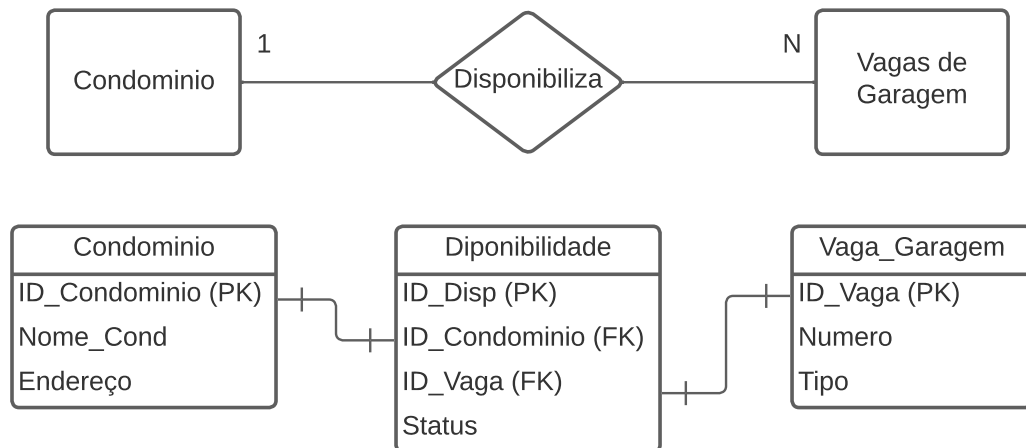 Condominio
1
Disponibiliza
N
Vagas de
Garagem
Condominio
ID_Condominio (PK)
Nome_Cond
Endereço
Diponibilidade
ID_Disp (PK)
ID_Condominio (FK)
ID_Vaga (FK)
Status
Vaga_Garagem
ID_Vaga (PK)
Numero
Tipo